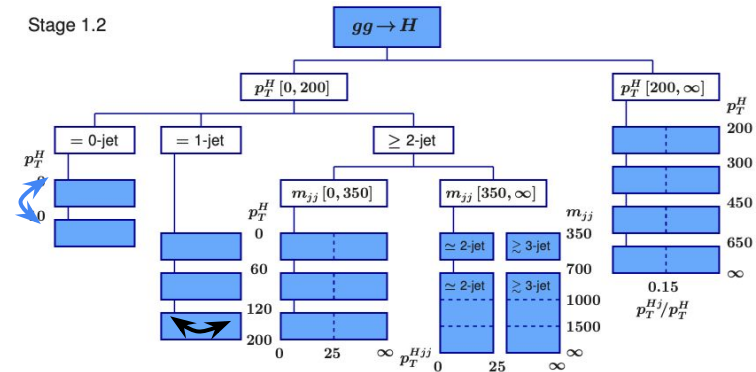 Stage 1.2
gg → H
p_T^H [0, 200]
p_T^H [200, ∞]
p_T^H
= 0-jet
= 1-jet
≥ 2-jet
200
p_T^H
0
300
m_jj [0, 350]
m_jj [350, ∞]
450
p_T^H
m_jj
0
350
≃ 2-jet
≳ 3-jet
650
60
700
∞
≃ 2-jet
≳ 3-jet
0.15
120
1000
p_T^Hj/p_T^H
1500
200
∞
0
25
∞
p_T^Hjj
0
25
∞